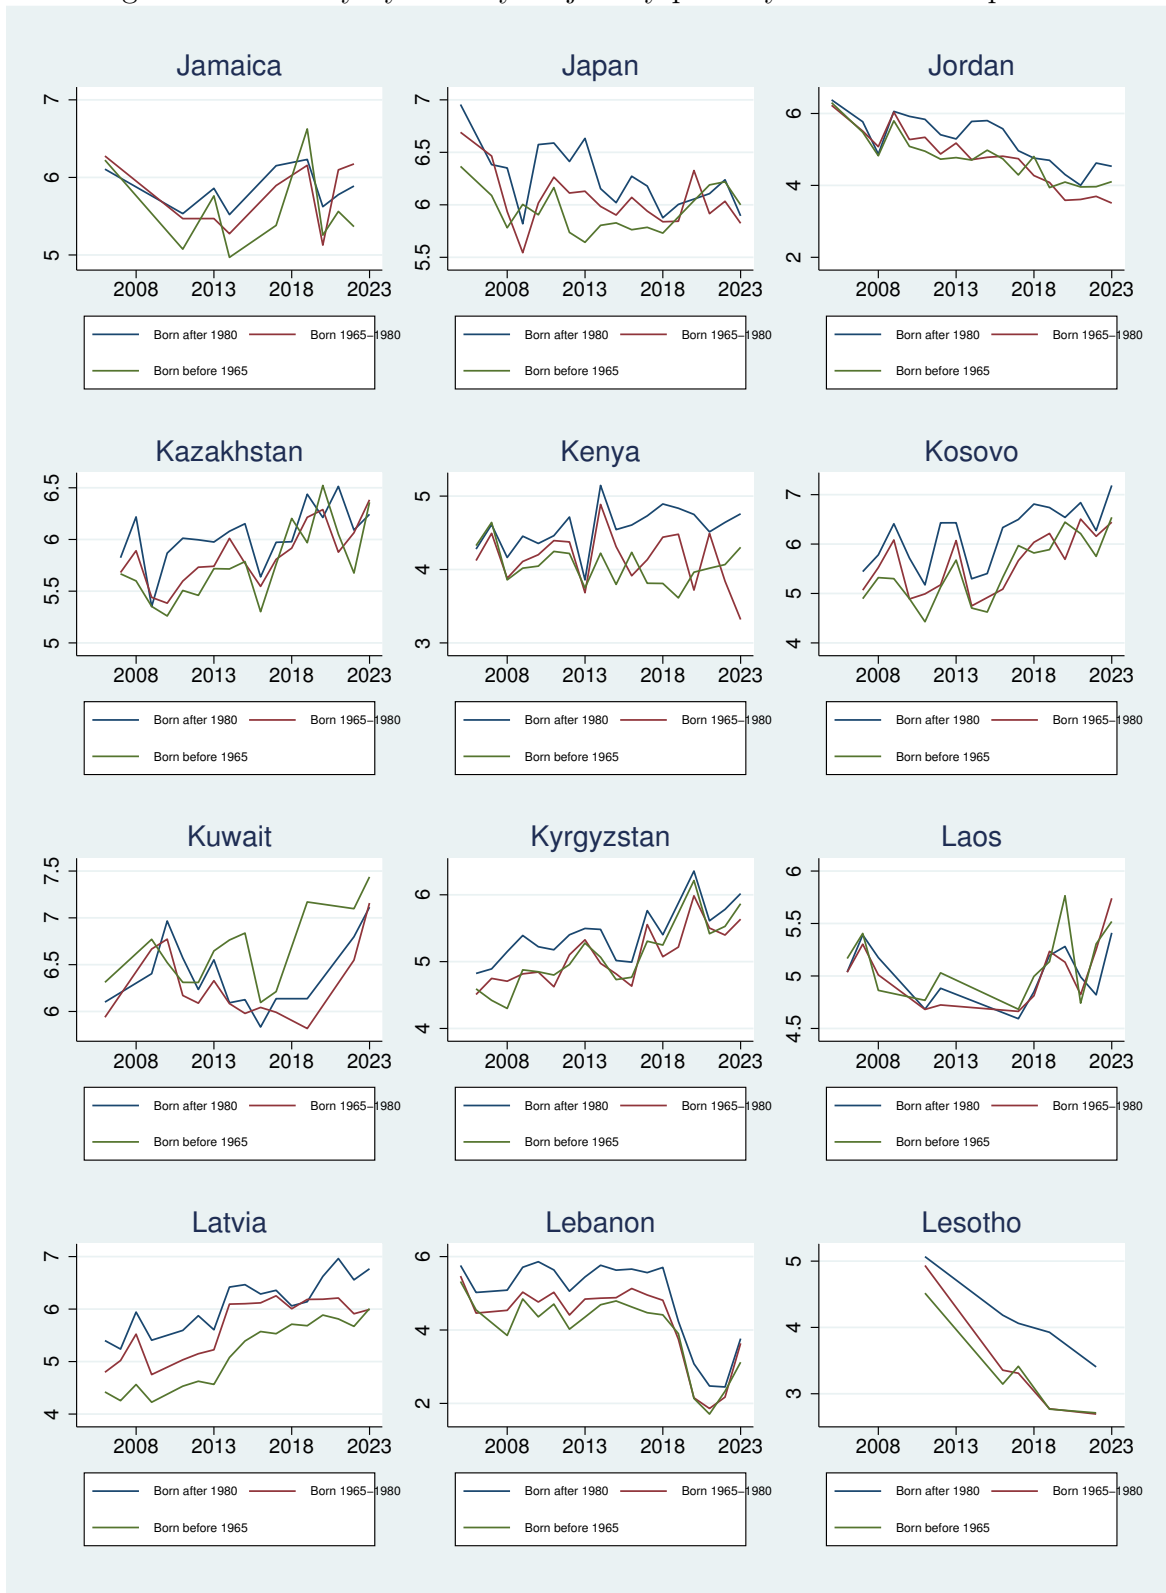 Jamaica
7
6
5
2008 2013 2018 2023
Born after 1980 Born 1965–1980
Born before 1965
Japan
7
6.5
6
5.5
2008 2013 2018 2023
Born after 1980 Born 1965–1980
Born before 1965
Jordan
6
4
2
2008 2013 2018 2023
Born after 1980 Born 1965–1980
Born before 1965
Kazakhstan
6.5
6
5.5
5
2008 2013 2018 2023
Born after 1980 Born 1965–1980
Born before 1965
Kenya
5
4
3
2008 2013 2018 2023
Born after 1980 Born 1965–1980
Born before 1965
Kosovo
7
6
5
4
2008 2013 2018 2023
Born after 1980 Born 1965–1980
Born before 1965
Kuwait
7.5
7
6.5
6
2008 2013 2018 2023
Born after 1980 Born 1965–1980
Born before 1965
Kyrgyzstan
6
5
4
2008 2013 2018 2023
Born after 1980 Born 1965–1980
Born before 1965
Laos
6
5.5
5
4.5
2008 2013 2018 2023
Born after 1980 Born 1965–1980
Born before 1965
Latvia
7
6
5
4
2008 2013 2018 2023
Born after 1980 Born 1965–1980
Born before 1965
Lebanon
6
4
2
2008 2013 2018 2023
Born after 1980 Born 1965–1980
Born before 1965
Lesotho
5
4
3
2008 2013 2018 2023
Born after 1980 Born 1965–1980
Born before 1965